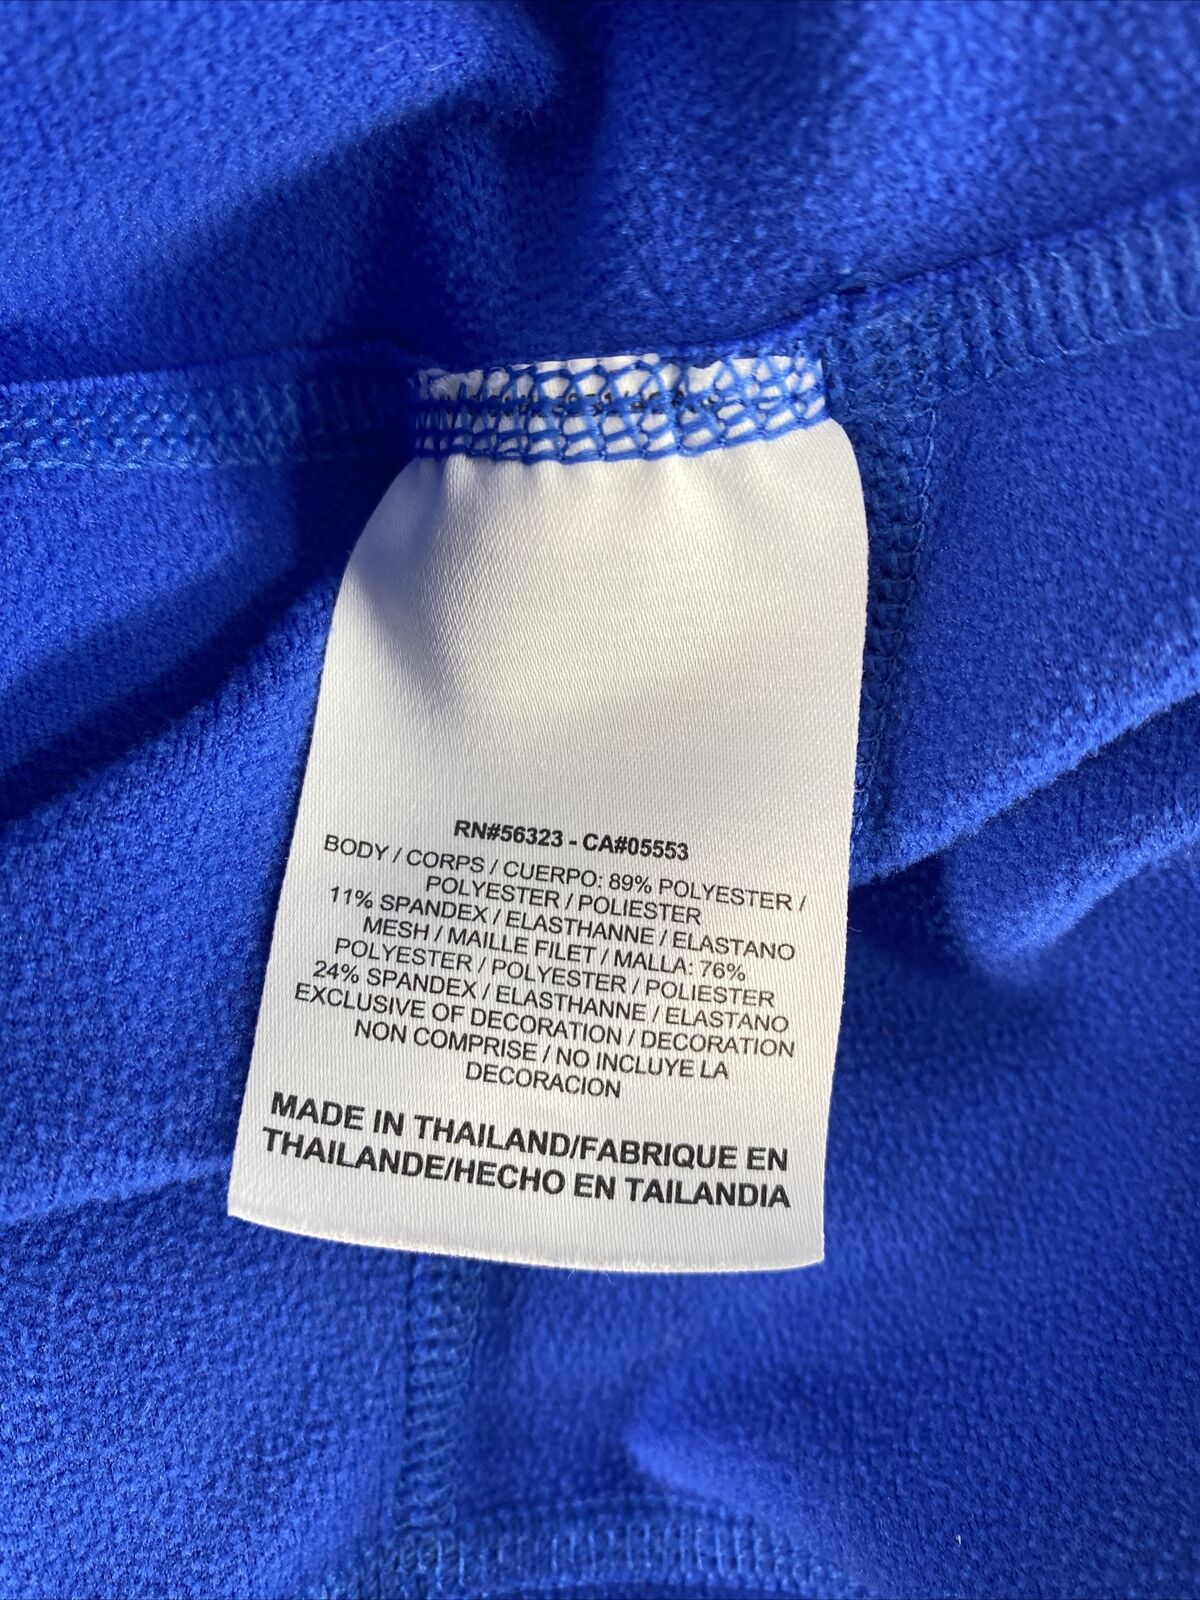 RN#56323 - CA#05553
BODY / CORPS / CUERPO: 89% POLYESTER /
POLYESTER / POLIESTER
11% SPANDEX / ELASTHANNE / ELASTANO
MESH / MAILLE FILET / MALLA: 76%
POLYESTER / POLYESTER / POLIESTER
24% SPANDEX / ELASTHANNE / ELASTANO
EXCLUSIVE OF DECORATION / DECORATION
NON COMPRISE / NO INCLUYE LA
DECORACION
MADE IN THAILAND/FABRIQUE EN
THAILANDE/HECHO EN TAILANDIA